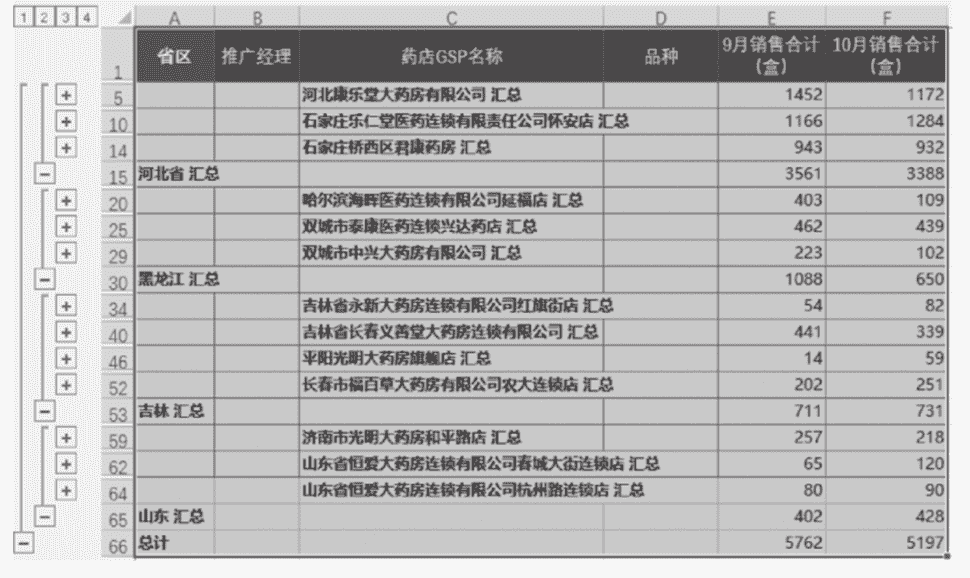 1 2 3 4 A B C D E F
1 省区 推广经理 药店GSP名称 品种 9月销售合计(盒) 10月销售合计(盒)
5 河北康乐堂大药房有限公司 汇总 1452 1172
10 石家庄乐仁堂医药连锁有限责任公司怀安店 汇总 1166 1284
14 石家庄桥西区君康药房 汇总 943 932
15 河北省 汇总 3561 3388
20 哈尔滨海晖医药连锁有限公司延福店 汇总 403 109
25 双城市泰康医药连锁兴达药店 汇总 462 439
29 双城市中兴大药房有限公司 汇总 223 102
30 黑龙江 汇总 1088 650
34 吉林省永新大药房连锁有限公司红旗街店 汇总 54 82
40 吉林省长春义善堂大药房连锁有限公司 汇总 441 339
46 平阳光明大药房旗舰店 汇总 14 59
52 长春市福百草大药房有限公司农大连锁店 汇总 202 251
53 吉林 汇总 711 731
59 济南市光明大药房和平路店 汇总 257 218
62 山东省恒爱大药房连锁有限公司春城大街连锁店 汇总 65 120
64 山东省恒爱大药房连锁有限公司杭州路连锁店 汇总 80 90
65 山东 汇总 402 428
66 总计 5762 5197